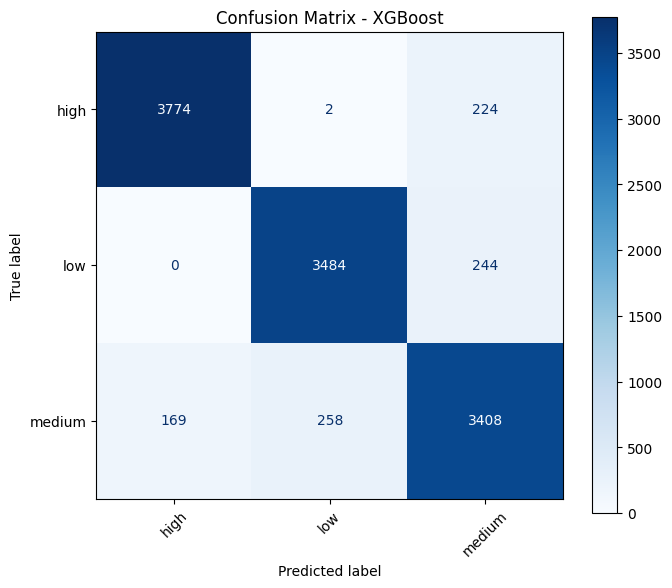 Confusion Matrix - XGBoost
True label
high
3774 2 224
low
0 3484 244
medium
169 258 3408
high low medium
Predicted label
3500
3000
2500
2000
1500
1000
500
0